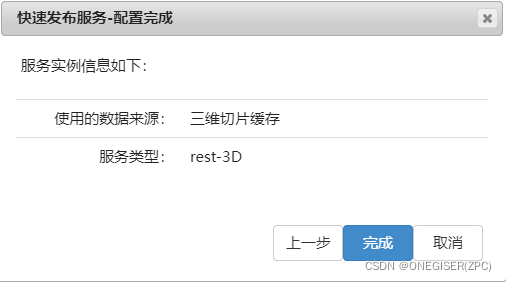 快速发布服务-配置完成
服务实例信息如下：
使用的数据来源： 三维切片缓存
服务类型： rest-3D
上一步 完成 取消
CSDN @ONEGISER(ZPC)